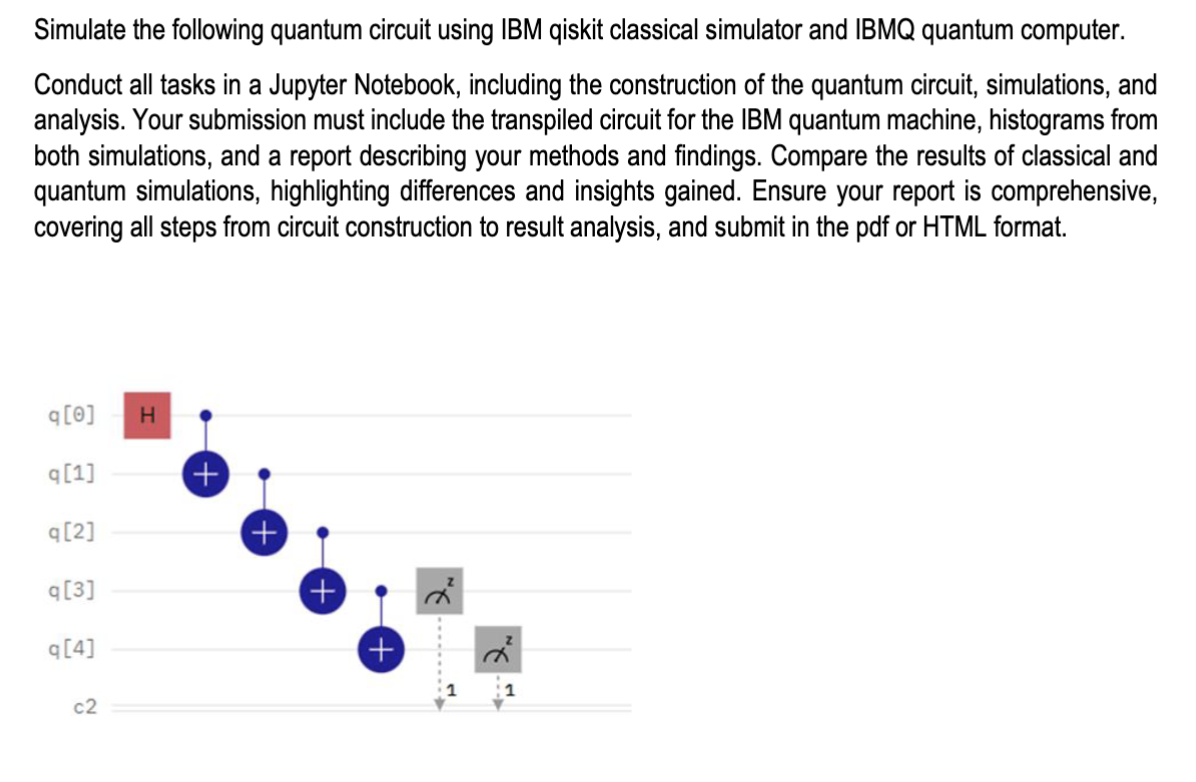 Simulate the following quantum circuit using IBM qiskit classical simulator and IBMQ quantum computer.
Conduct all tasks in a Jupyter Notebook, including the construction of the quantum circuit, simulations, and
analysis. Your submission must include the transpiled circuit for the IBM quantum machine, histograms from
both simulations, and a report describing your methods and findings. Compare the results of classical and
quantum simulations, highlighting differences and insights gained. Ensure your report is comprehensive,
covering all steps from circuit construction to result analysis, and submit in the pdf or HTML format.
q[0] H
q[1] +
q[2] +
q[3] + z
q[4] + z
1 1
c2